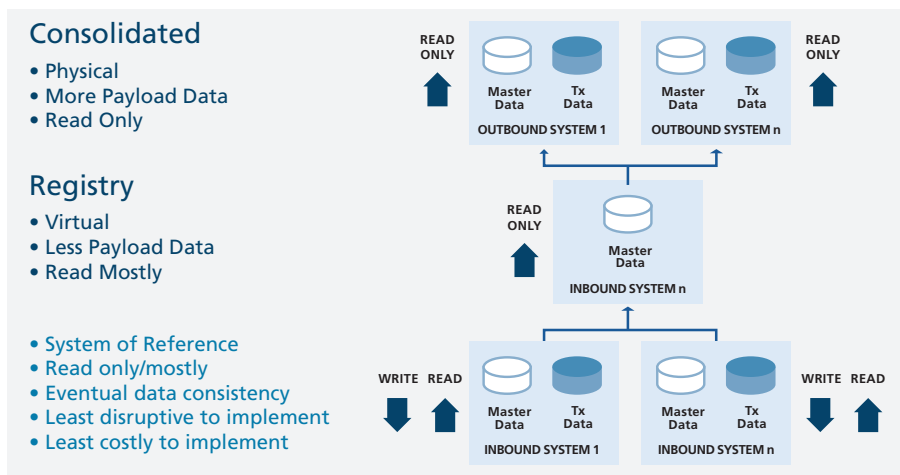 Consolidated
• Physical
• More Payload Data
• Read Only
Registry
• Virtual
• Less Payload Data
• Read Mostly
• System of Reference
• Read only/mostly
• Eventual data consistency
• Least disruptive to implement
• Least costly to implement
READ
ONLY
Master
Data
Tx
Data
OUTBOUND SYSTEM 1
Master
Data
Tx
Data
OUTBOUND SYSTEM n
READ
ONLY
READ
ONLY
Master
Data
INBOUND SYSTEM n
WRITE
READ
Master
Data
Tx
Data
INBOUND SYSTEM 1
Master
Data
Tx
Data
INBOUND SYSTEM n
WRITE
READ